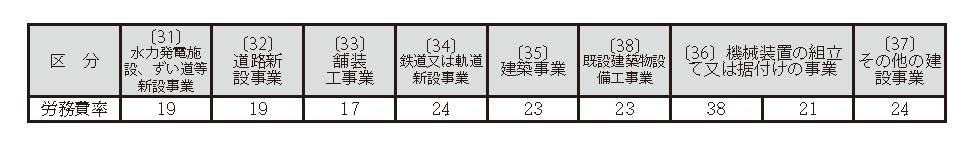 区　分
〔31〕
水力発電施
設、ずい道等
新設事業
〔32〕
道路新
設事業
〔33〕
舗装
工事業
〔34〕
鉄道又は軌道
新設事業
〔35〕
建築事業
〔38〕
既設建築物設
備工事業
〔36〕機械装置の組立
て又は据付けの事業
〔37〕
その他の建
設事業
労務費率 19 19 17 24 23 23 38 21 24